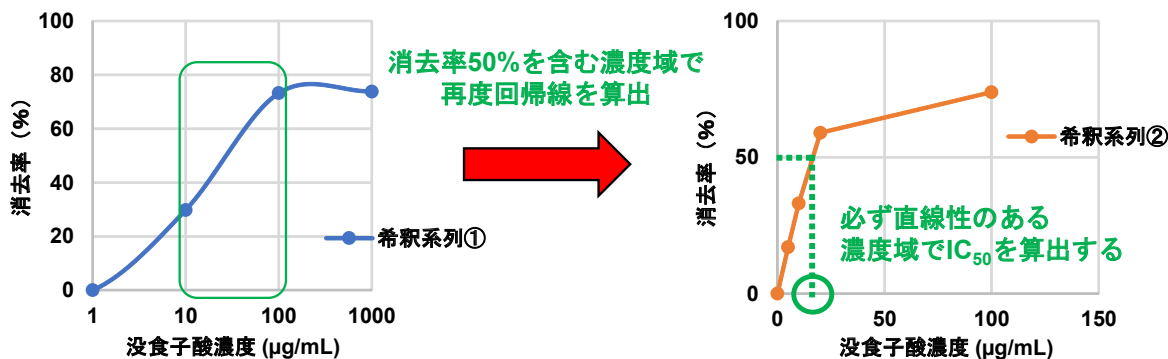 100
80
60
40
20
0
消去率（%）
1
10
100
1000
没食子酸濃度 (µg/mL)
希釈系列①
消去率50%を含む濃度域で
再度回帰線を算出
100
50
0
消去率（%）
0
50
100
150
没食子酸濃度 (µg/mL)
希釈系列②
必ず直線性のある
濃度域でIC50を算出する